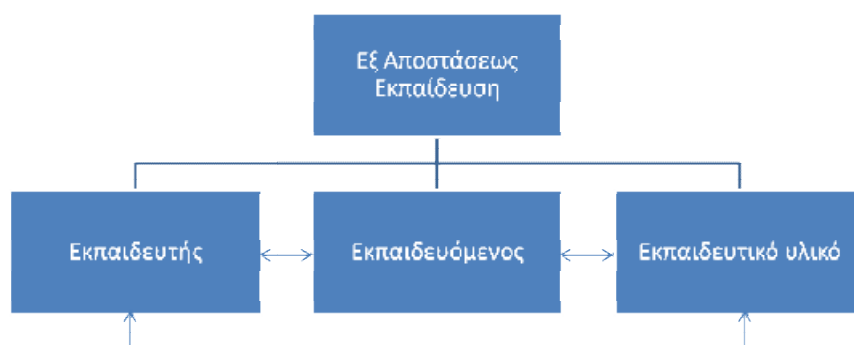 Εξ Αποστάσεως
Εκπαίδευση
Εκπαιδευτής
Εκπαιδευόμενος
Εκπαιδευτικό υλικό